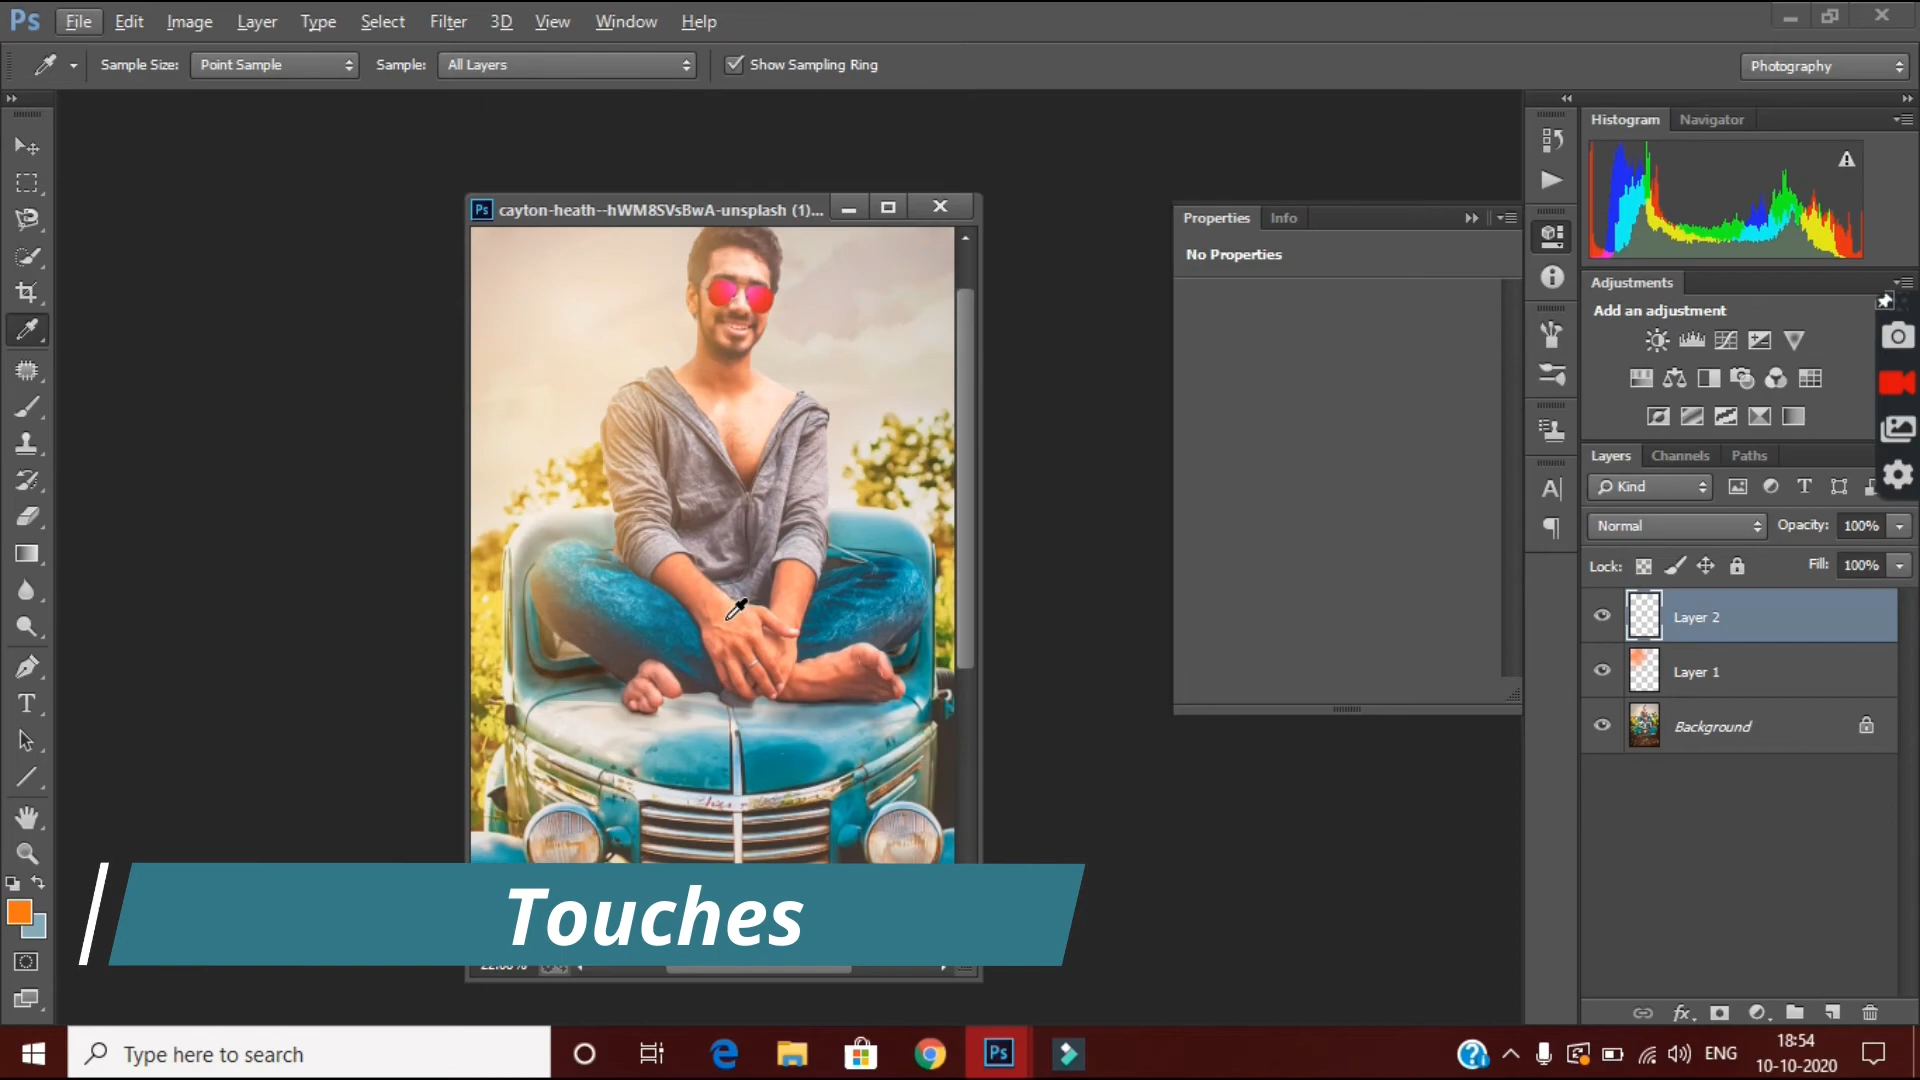 Ps File Edit Image Layer Type Select Filter 3D View Window Help
Sample Size: Point Sample Sample: All Layers Show Sampling Ring Photography
Histogram Navigator
Ps cayton-heath--hWM8SVsBwA-unsplash (1)...
Properties Info
No Properties
Adjustments
Add an adjustment
Layers Channels Paths
Kind
Normal Opacity: 100%
Lock: Fill: 100%
Layer 2
Layer 1
Background
Touches
Type here to search
Ps
ENG
18:54
10-10-2020